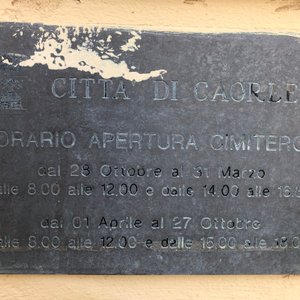 CITTÀ DI CAORLE
ORARIO APERTURA CIMITERO
dal 28 Ottobre al 31 Marzo
dalle 8.00 alle 12.00 e dalle 14.00 alle
dal 01 Aprile al 27 Ottobre
dalle 8.00 alle 12.00 e dalle 15.00 alle